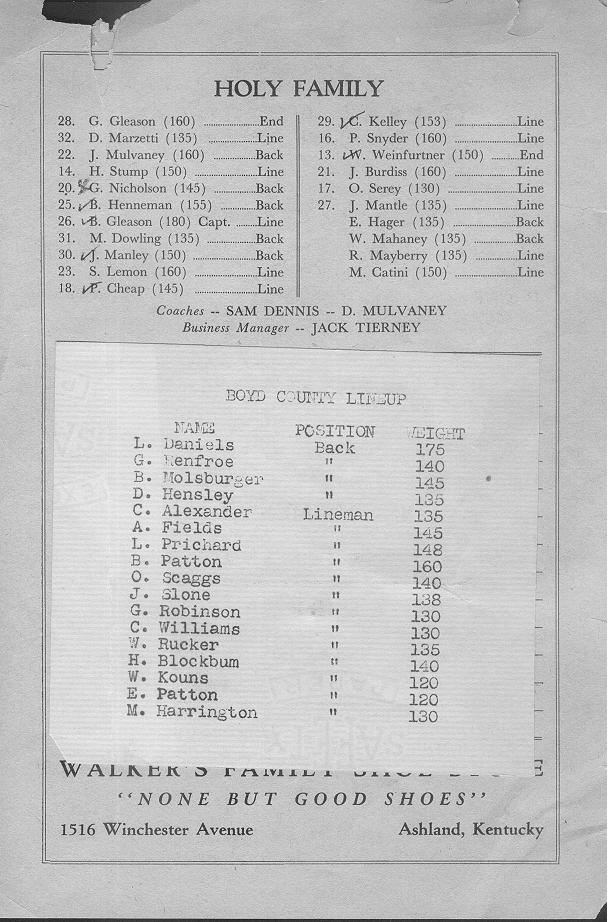 HOLY FAMILY
28. G. Gleason (160) ....................End
32. D. Marzetti (135) ..................Line
22. J. Mulvaney (160) ................Back
14. H. Stump (150) .....................Line
20. G. Nicholson (145) ................Back
25. B. Henneman (155) ..............Back
26. B. Gleason (180) Capt. .......Line
31. M. Dowling (135) ................Back
30. J. Manley (150) ....................Back
23. S. Lemon (160) ....................Line
18. P. Cheap (145) ......................Line
29. C. Kelley (153) .....................Line
16. P. Snyder (160) .....................Line
13. W. Weinfurtner (150) .........End
21. J. Burdiss (160) .....................Line
17. O. Serey (130) .......................Line
27. J. Mantle (135) .....................Line
E. Hager (135) .......................Back
W. Mahaney (135) ................Back
R. Mayberry (135) .................Line
M. Catini (150) ......................Line
Coaches -- SAM DENNIS -- D. MULVANEY
Business Manager -- JACK TIERNEY
BOYD COUNTY LINEUP
NAME POSITION WEIGHT
L. Daniels Back 175
G. Renfroe " 140
B. Molsburger " 145
D. Hensley " 135
C. Alexander Lineman 135
A. Fields " 145
L. Prichard " 148
B. Patton " 160
O. Scaggs " 140
J. Slone " 138
G. Robinson " 130
C. Williams " 130
W. Rucker " 135
H. Blockbum " 140
W. Kouns " 120
E. Patton " 120
M. Harrington " 130
WALKER'S FAMILY SHOE STORE
"NONE BUT GOOD SHOES"
1516 Winchester Avenue Ashland, Kentucky